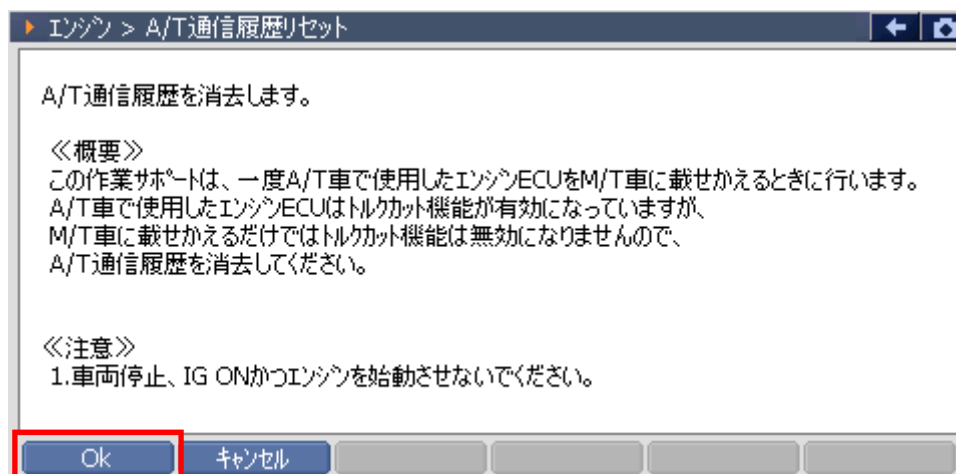 エンジン > A/T通信履歴リセット
A/T通信履歴を消去します。
≪概要≫
この作業サポートは、一度A/T車で使用したエンジンECUをM/T車に載せかえるときに行います。
A/T車で使用したエンジンECUはトルクカット機能が有効になっていますが、
M/T車に載せかえるだけではトルクカット機能は無効になりませんので、
A/T通信履歴を消去してください。
≪注意≫
1.車両停止、IG ONかつエンジンを始動させないでください。
Ok キャンセル